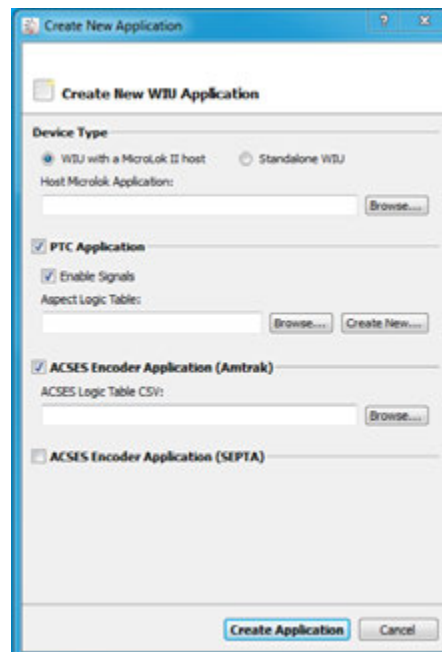 Create New Application
?
Create New WIU Application
Device Type
WIU with a MicroLok II host
Standalone WIU
Host Microlok Application:
Browse....
PTC Application
Enable Signals
Aspect Logic Table:
Browse.... Create New....
ACSES Encoder Application (Amtrak)
ACSES Logic Table CSV:
Browse....
ACSES Encoder Application (SEPTA)
Create Application Cancel